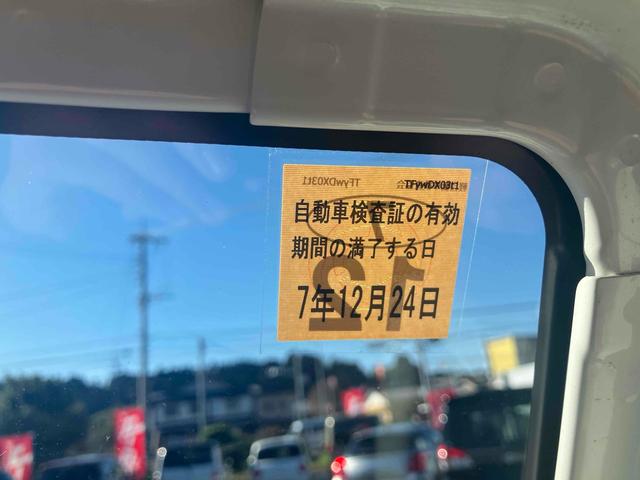 TFywDX03t1
自動車検査証の有効
期間の満了する日
7年12月24日